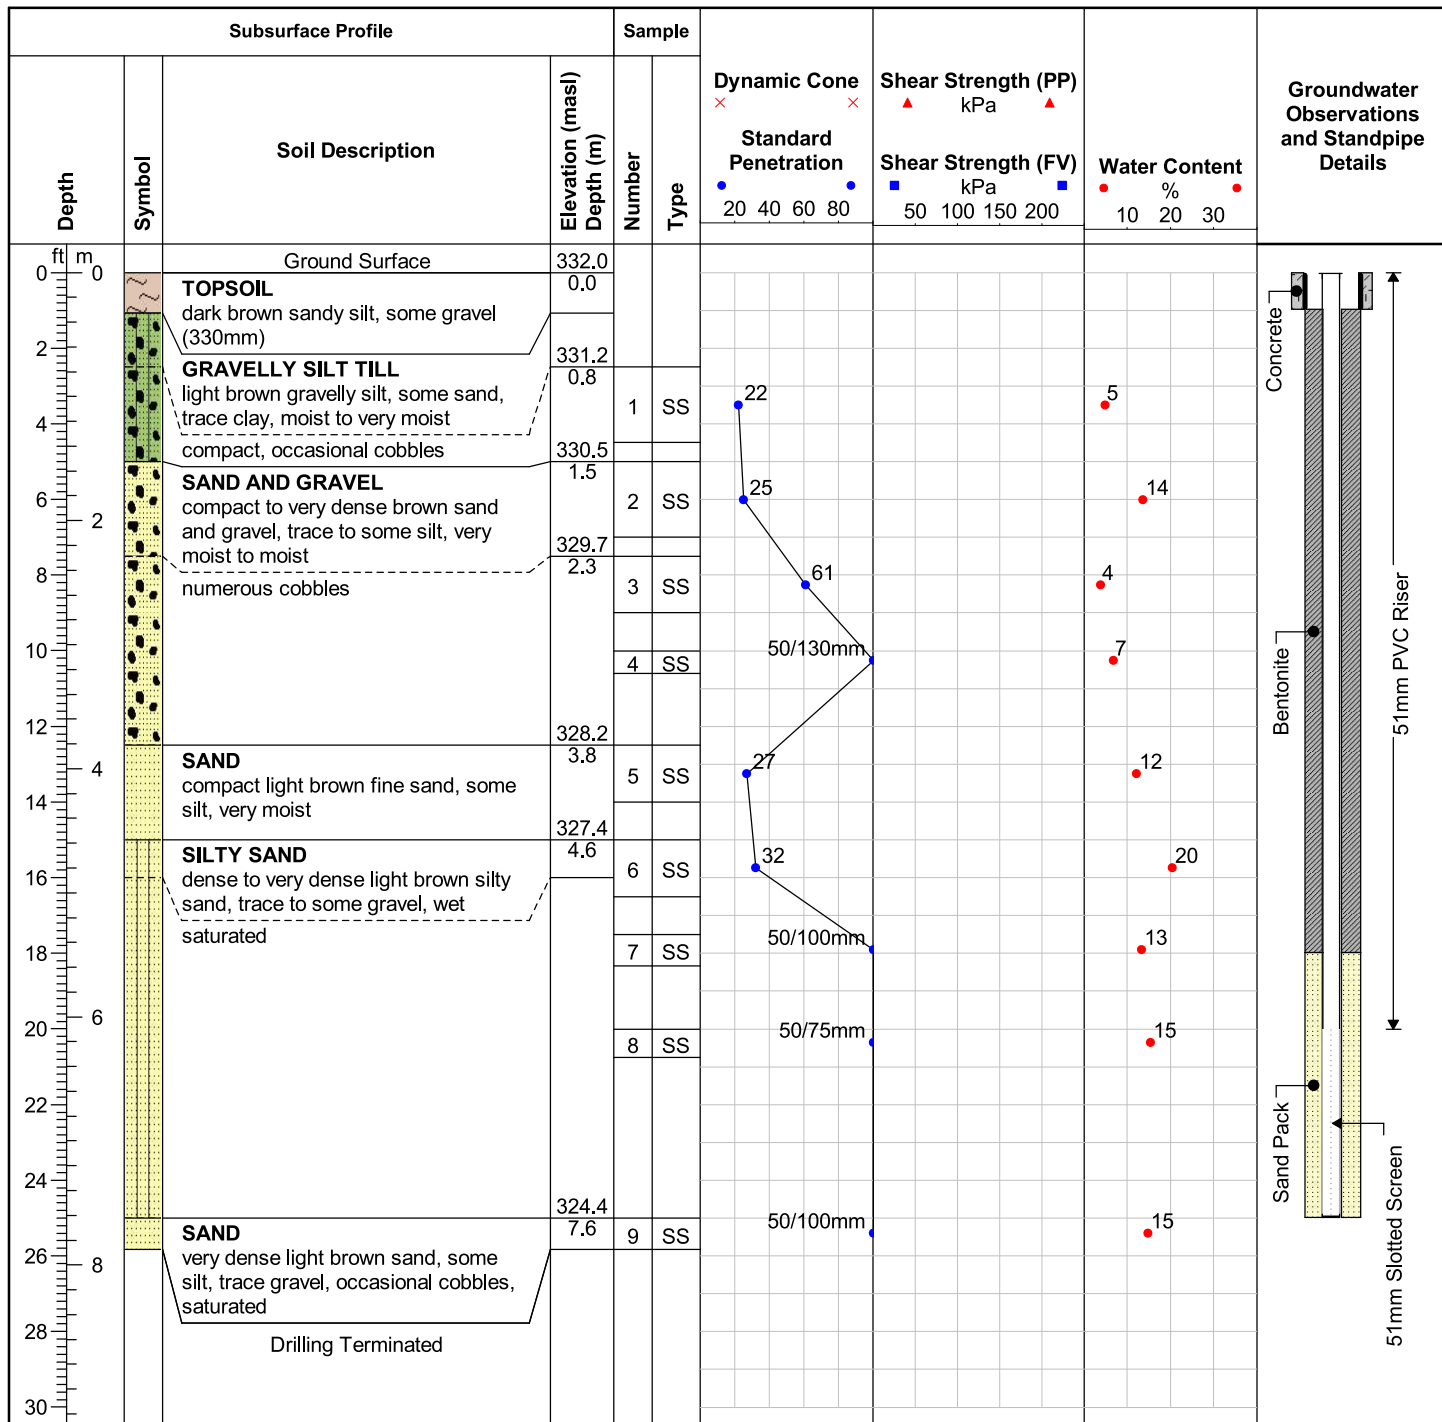 Subsurface Profile
Sample
Depth
Symbol
Soil Description
Elevation (masl)
Depth (m)
Number
Type
Dynamic Cone
Standard
Penetration
20 40 60 80
Shear Strength (PP)
kPa
Shear Strength (FV)
kPa
50 100 150 200
Water Content
%
10 20 30
Groundwater
Observations
and Standpipe
Details
ft m
Ground Surface
332.0
0 0
0.0
TOPSOIL
dark brown sandy silt, some gravel
(330mm)
2
331.2
GRAVELLY SILT TILL
0.8
light brown gravelly silt, some sand,
trace clay, moist to very moist
1 SS
22
5
4
compact, occasional cobbles
330.5
1.5
SAND AND GRAVEL
compact to very dense brown sand
and gravel, trace to some silt, very
moist to moist
6
2
2 SS
25
14
329.7
2.3
8
numerous cobbles
3 SS
61
4
10
4 SS
50/130mm
7
12
328.2
3.8
SAND
compact light brown fine sand, some
silt, very moist
4
5 SS
27
12
14
327.4
4.6
SILTY SAND
dense to very dense light brown silty
sand, trace to some gravel, wet
16
6 SS
32
20
saturated
18
7 SS
50/100mm
13
20
6
8 SS
50/75mm
15
22
24
324.4
7.6
SAND
very dense light brown sand, some
silt, trace gravel, occasional cobbles,
saturated
9 SS
50/100mm
15
26
8
28
Drilling Terminated
30
Concrete
Bentonite
51mm PVC Riser
Sand Pack
51mm Slotted Screen